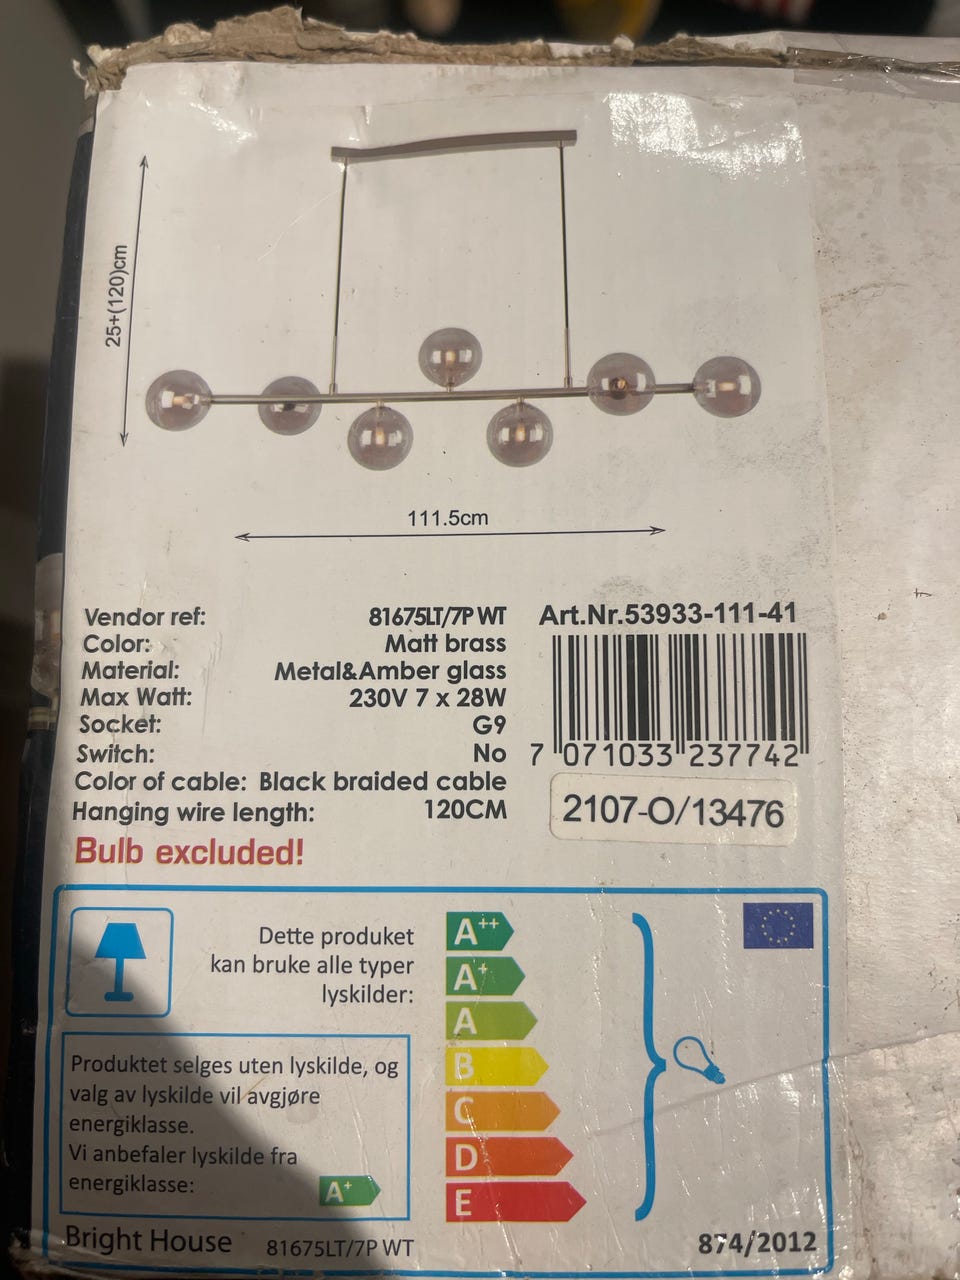 25+(120)cm
111.5cm
Vendor ref: 81675LT/7P WT
Color: Matt brass
Material: Metal&Amber glass
Max Watt: 230V 7 x 28W
Socket: G9
Switch: No
Color of cable: Black braided cable
Hanging wire length: 120CM
Bulb excluded!
Art.Nr.53933-111-41
7 071033 237742
2107-O/13476
Dette produket
kan bruke alle typer
lyskilder:
Produktet selges uten lyskilde, og
valg av lyskilde vil avgjøre
energiklasse.
Vi anbefaler lyskilde fra
energiklasse: A+
A++
A+
A
B
C
D
E
Bright House 81675LT/7P WT
874/2012